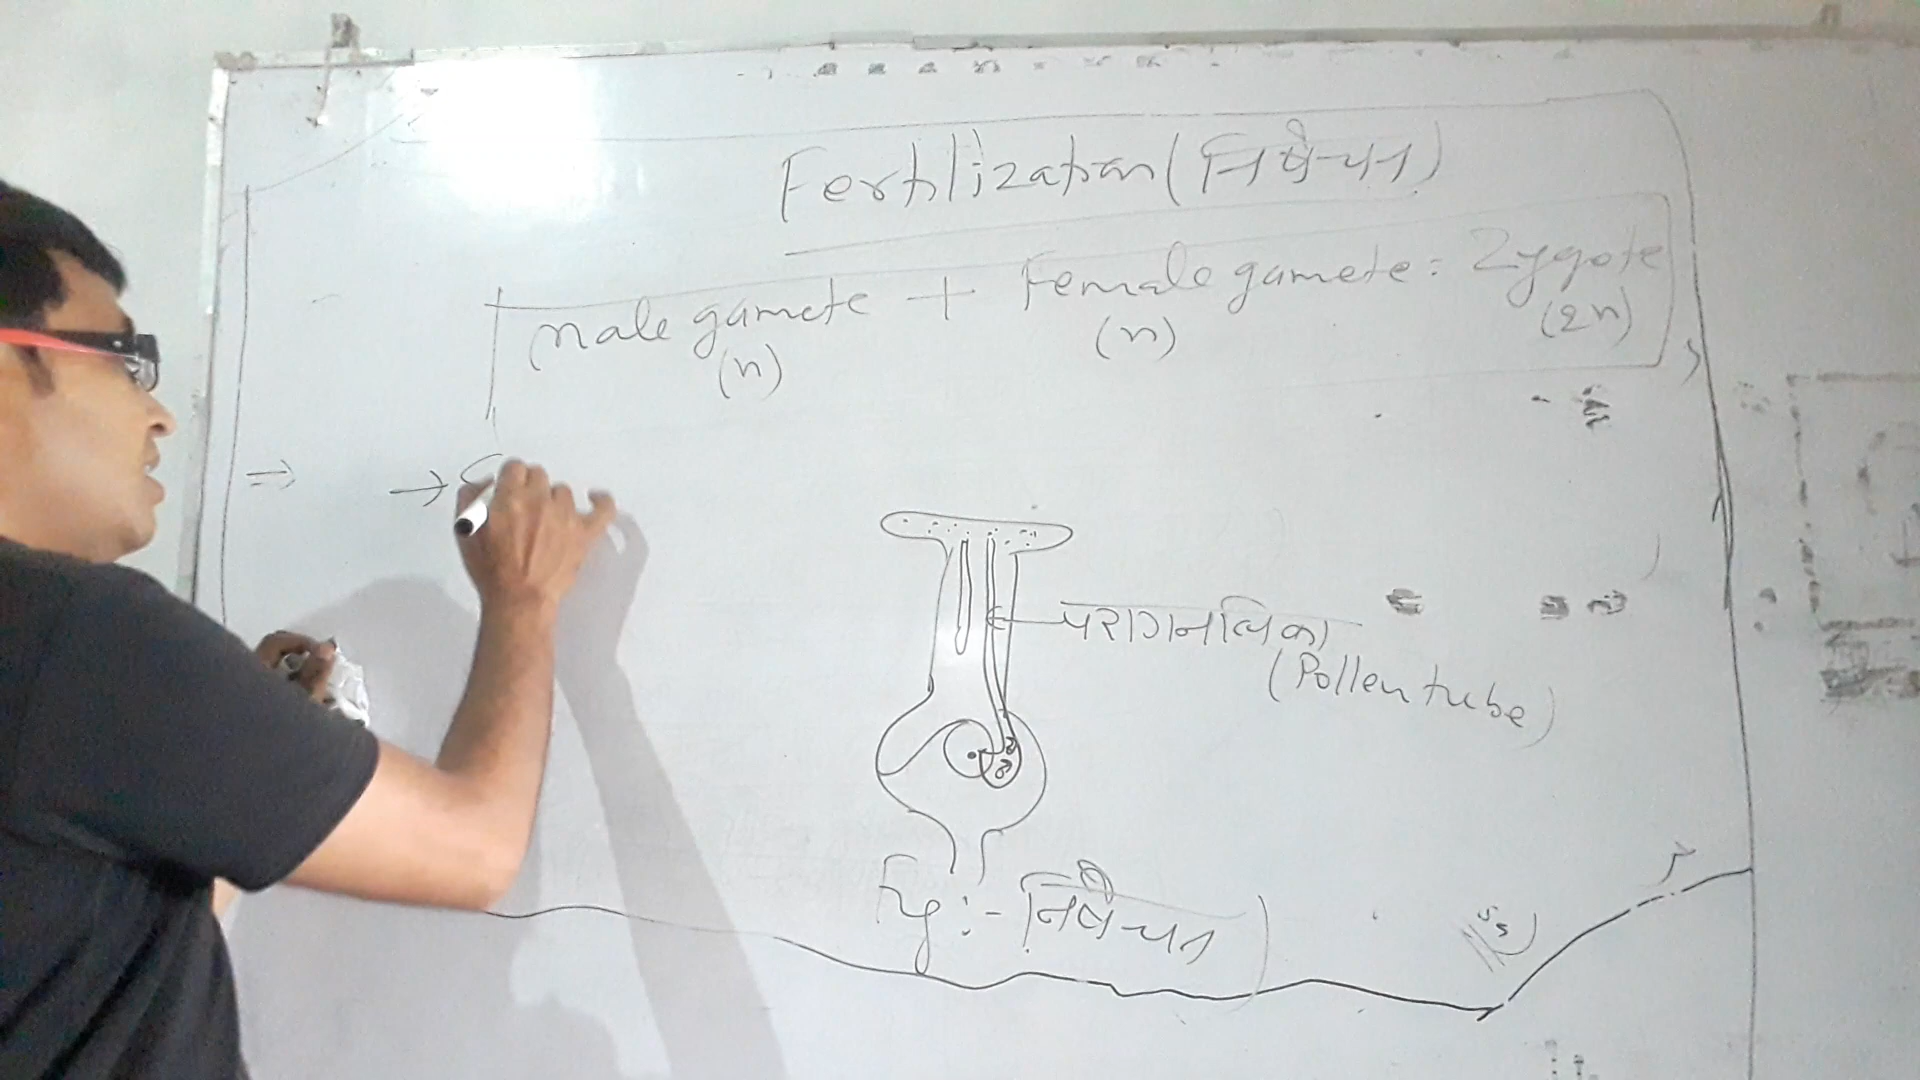 Fertilization (निषेचन)
male gamete + Female gamete = Zygote
(n) (n) (2n)
⇒ →
परागनलिका
(Pollen tube)
Fig :- निषेचन